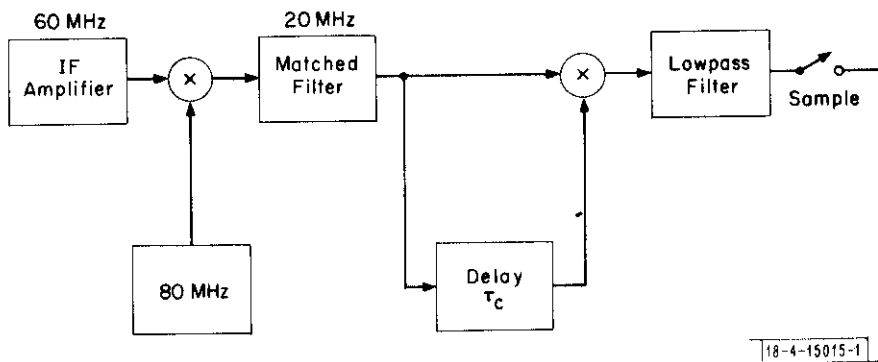 60 MHz
IF
Amplifier
×
20 MHz
Matched
Filter
×
Lowpass
Filter
Sample
80 MHz
Delay
τc
18-4-15015-1